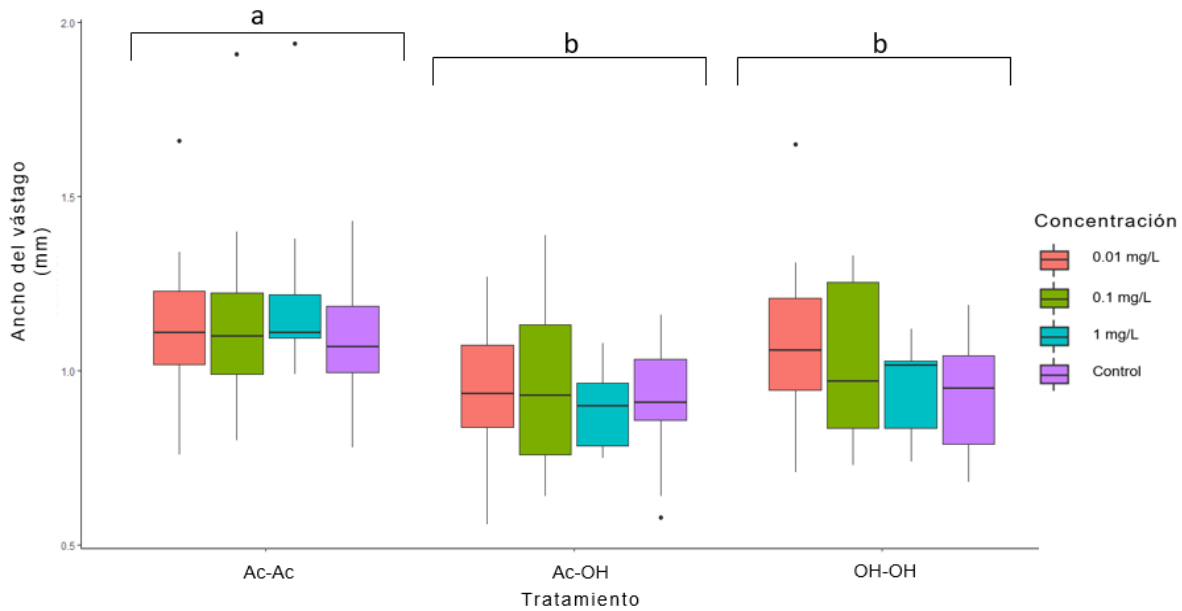 2.0
a
b
b
1.5
1.0
0.5
Ancho del vástago
(mm)
Ac-Ac
Ac-OH
OH-OH
Tratamiento
Concentración
0.01 mg/L
0.1 mg/L
1 mg/L
Control